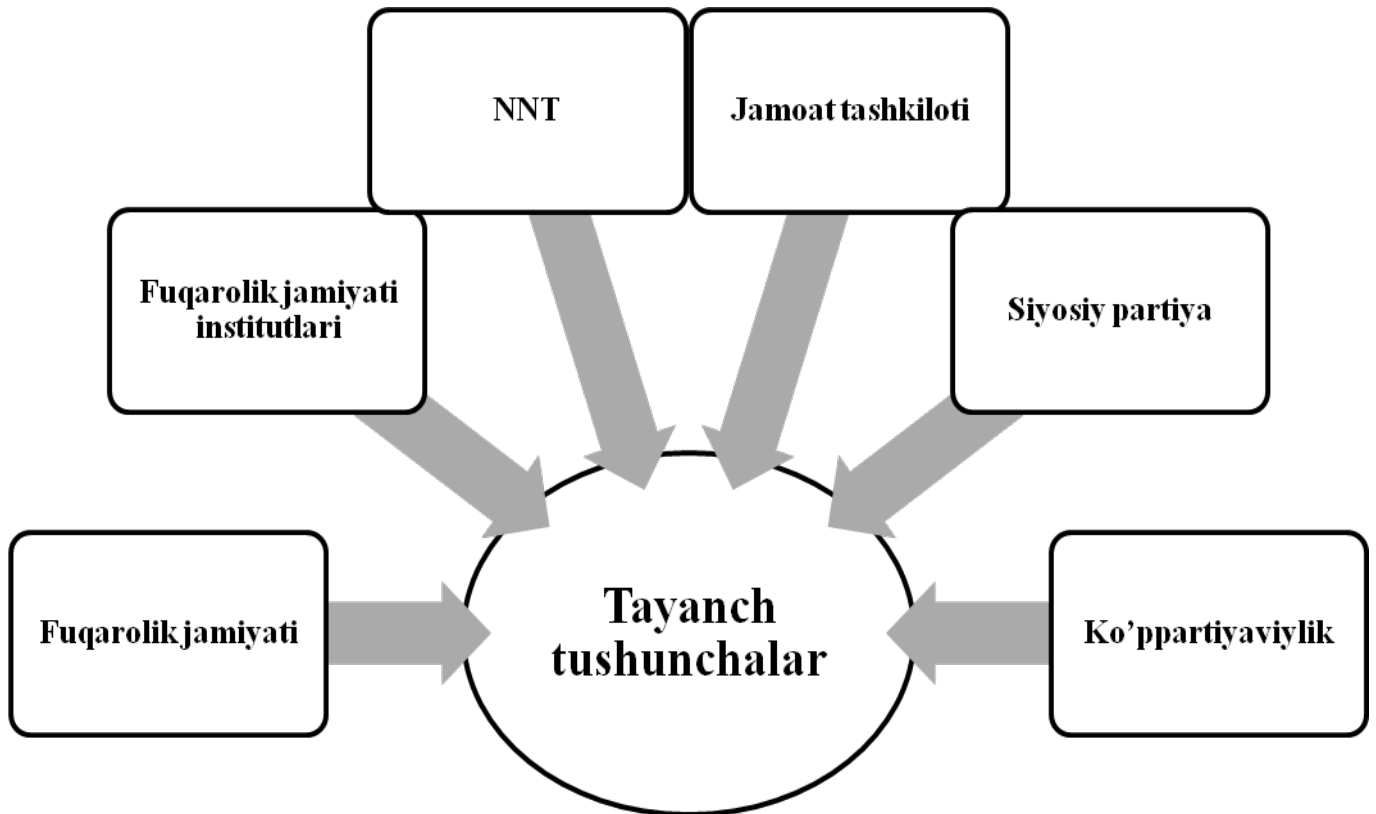 NNT
Jamoat tashkiloti
Fuqarolik jamiyati
institutlari
Siyosiy partiya
Fuqarolik jamiyati
Tayanch
tushunchalar
Ko’ppartiyaviylik